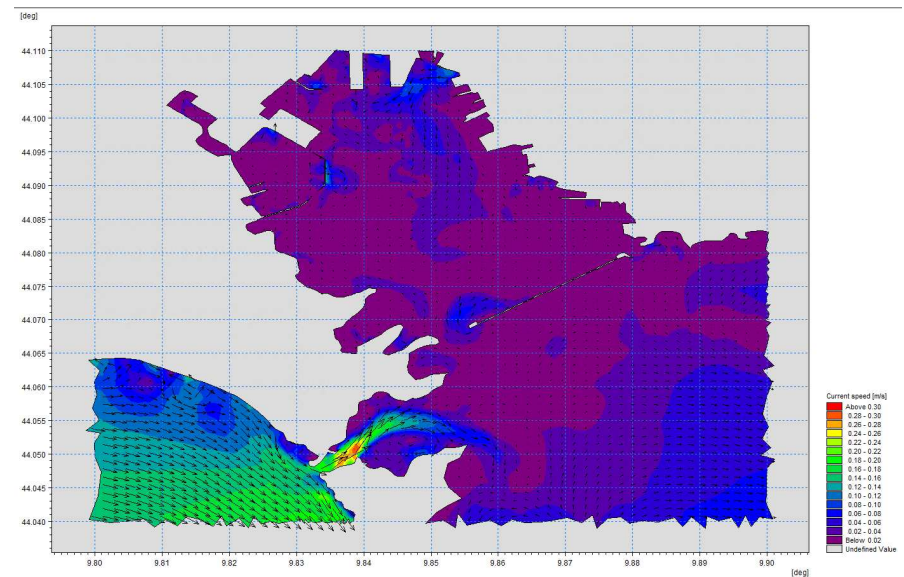 [deg]
44.110
44.105
44.100
44.095
44.090
44.085
44.080
44.075
44.070
44.065
44.060
44.055
44.050
44.045
44.040
9.80 9.81 9.82 9.83 9.84 9.85 9.86 9.87 9.88 9.89 9.90
[deg]
Current speed [m/s]
Above 0.30
0.28 - 0.30
0.26 - 0.28
0.24 - 0.26
0.22 - 0.24
0.20 - 0.22
0.18 - 0.20
0.16 - 0.18
0.14 - 0.16
0.12 - 0.14
0.10 - 0.12
0.08 - 0.10
0.06 - 0.08
0.04 - 0.06
0.02 - 0.04
Below 0.02
Undefined Value